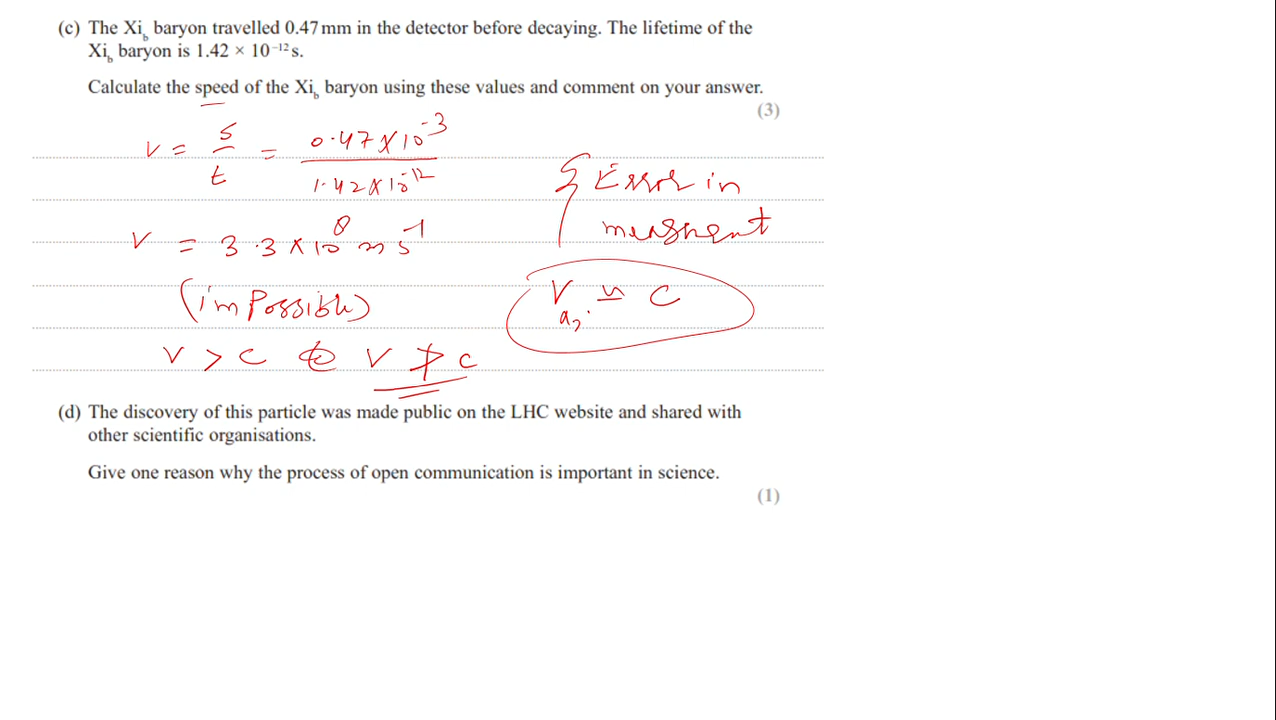 (c) The Xi_b baryon travelled 0.47 mm in the detector before decaying. The lifetime of the
Xi_b baryon is 1.42 × 10⁻¹² s.
Calculate the speed of the Xi_b baryon using these values and comment on your answer.
(3)
v = s/t = 0.47 × 10⁻³ / 1.42 × 10⁻¹²
v = 3.3 × 10⁸ m s⁻¹
(impossible)
v > c v ≯ c
Error in
V ≃ c
(d) The discovery of this particle was made public on the LHC website and shared with
other scientific organisations.
Give one reason why the process of open communication is important in science.
(1)